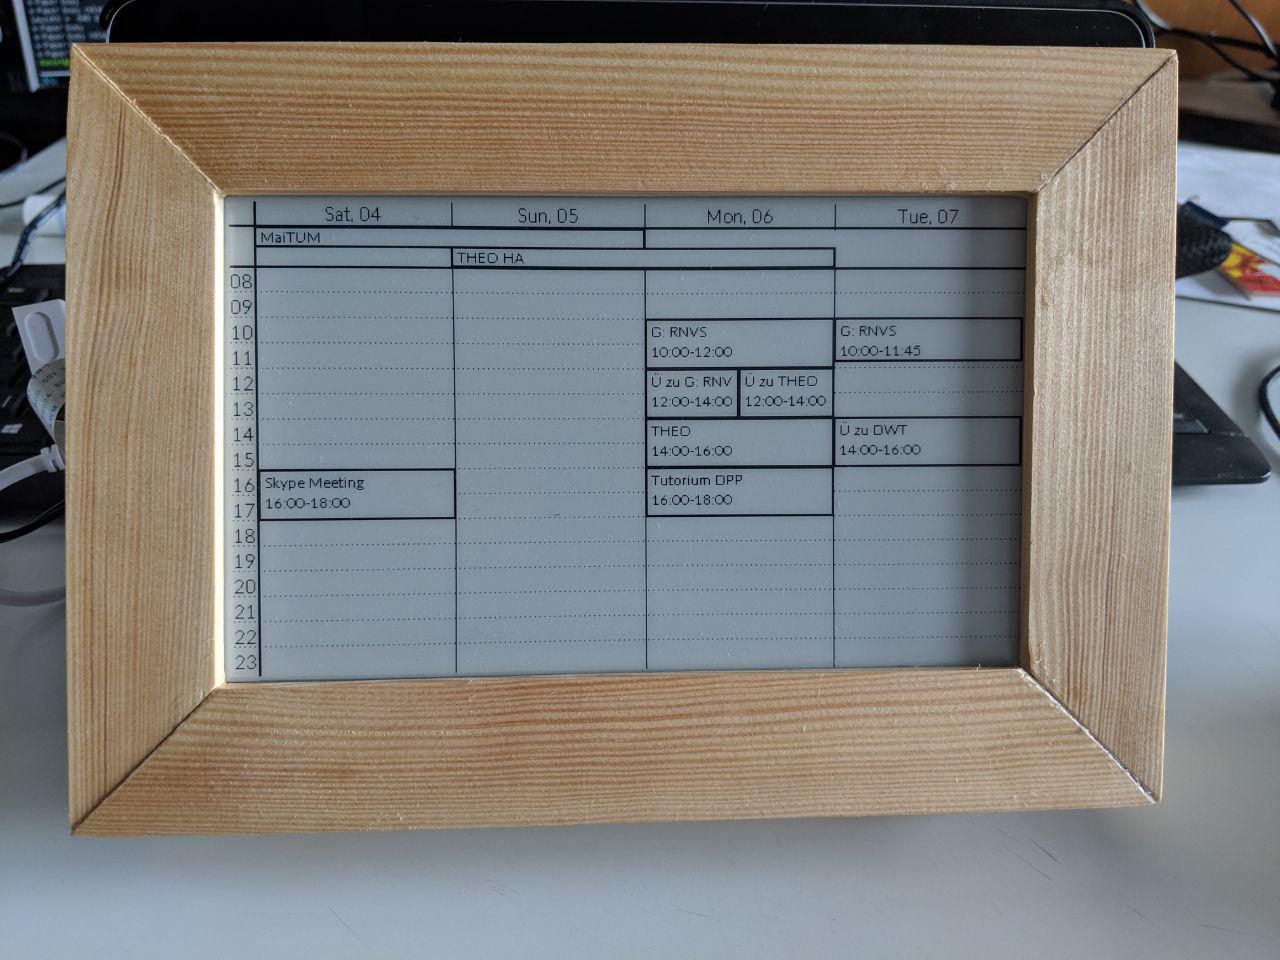 Sat, 04
Sun, 05
Mon, 06
Tue, 07
MaiTUM
THEO HA
08
09
10
11
12
13
14
15
16
17
18
19
20
21
22
23
Skype Meeting
16:00-18:00
G: RNVS
10:00-12:00
Ü zu G: RNV
12:00-14:00
Ü zu THEO
12:00-14:00
THEO
14:00-16:00
Tutorium DPP
16:00-18:00
G: RNVS
10:00-11:45
Ü zu DWT
14:00-16:00